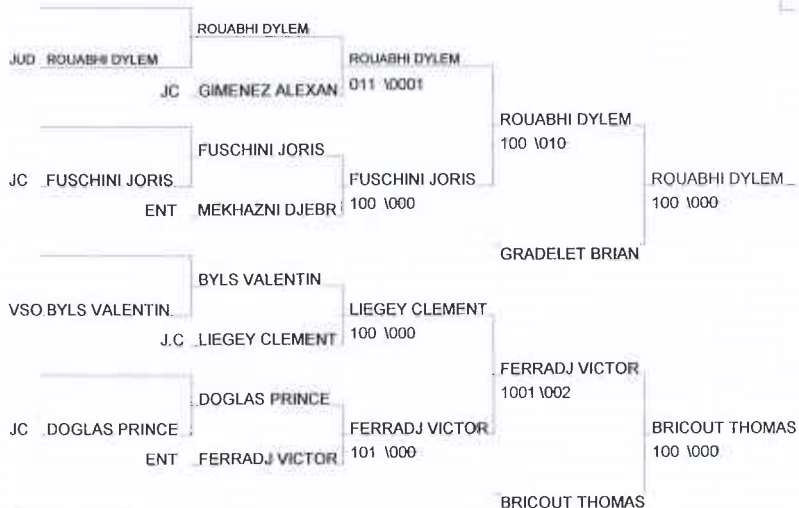 ROUABHI DYLEM
JUD ROUABHI DYLEM
ROUABHI DYLEM
JC GIMENEZ ALEXAN
011 \0001
ROUABHI DYLEM
100 \010
FUSCHINI JORIS
JC FUSCHINI JORIS
FUSCHINI JORIS
ROUABHI DYLEM
100 \000
ENT MEKHAZNI DJEBR
100 \000
GRADELET BRIAN
BYLS VALENTIN
VSO BYLS VALENTIN
LIEGEY CLEMENT
J.C LIEGEY CLEMENT
100 \000
FERRADJ VICTOR
1001 \002
DOGLAS PRINCE
JC DOGLAS PRINCE
FERRADJ VICTOR
BRICOUT THOMAS
100 \000
ENT FERRADJ VICTOR
101 \000
BRICOUT THOMAS